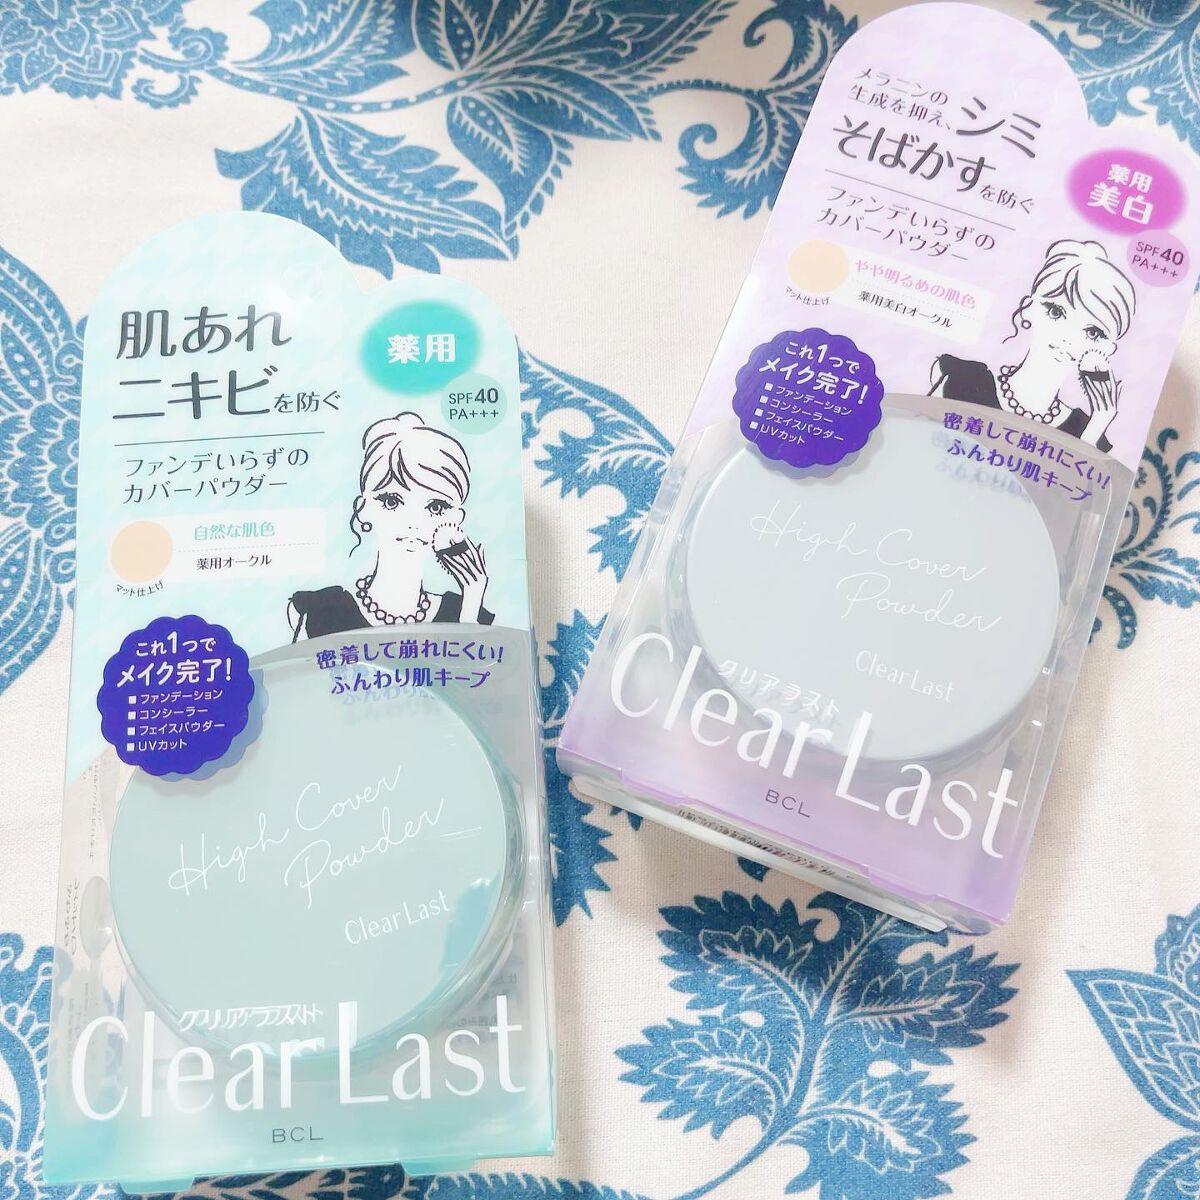 肌あれ
ニキビを防ぐ
薬用
SPF40
PA+++
ファンデいらずの
カバーパウダー
自然な肌色
薬用オークル
マット仕上げ
これ1つで
メイク完了!
■ファンデーション
■コンシーラー
■フェイスパウダー
■UVカット
密着して崩れにくい!
ふんわり肌キープ
High Cover
Powder
ClearLast
クリアラスト
ClearLast
BCL
メラニンの
生成を抑え、シミ
そばかすを防ぐ
薬用
美白
SPF40
PA+++
ファンデいらずの
カバーパウダー
やや明るめの肌色
薬用美白オークル
マット仕上げ
これ1つで
メイク完了!
■ファンデーション
■コンシーラー
■フェイスパウダー
■UVカット
密着して崩れにくい!
ふんわり肌キープ
High Cover
Powder
ClearLast
クリアラスト
ClearLast
BCL